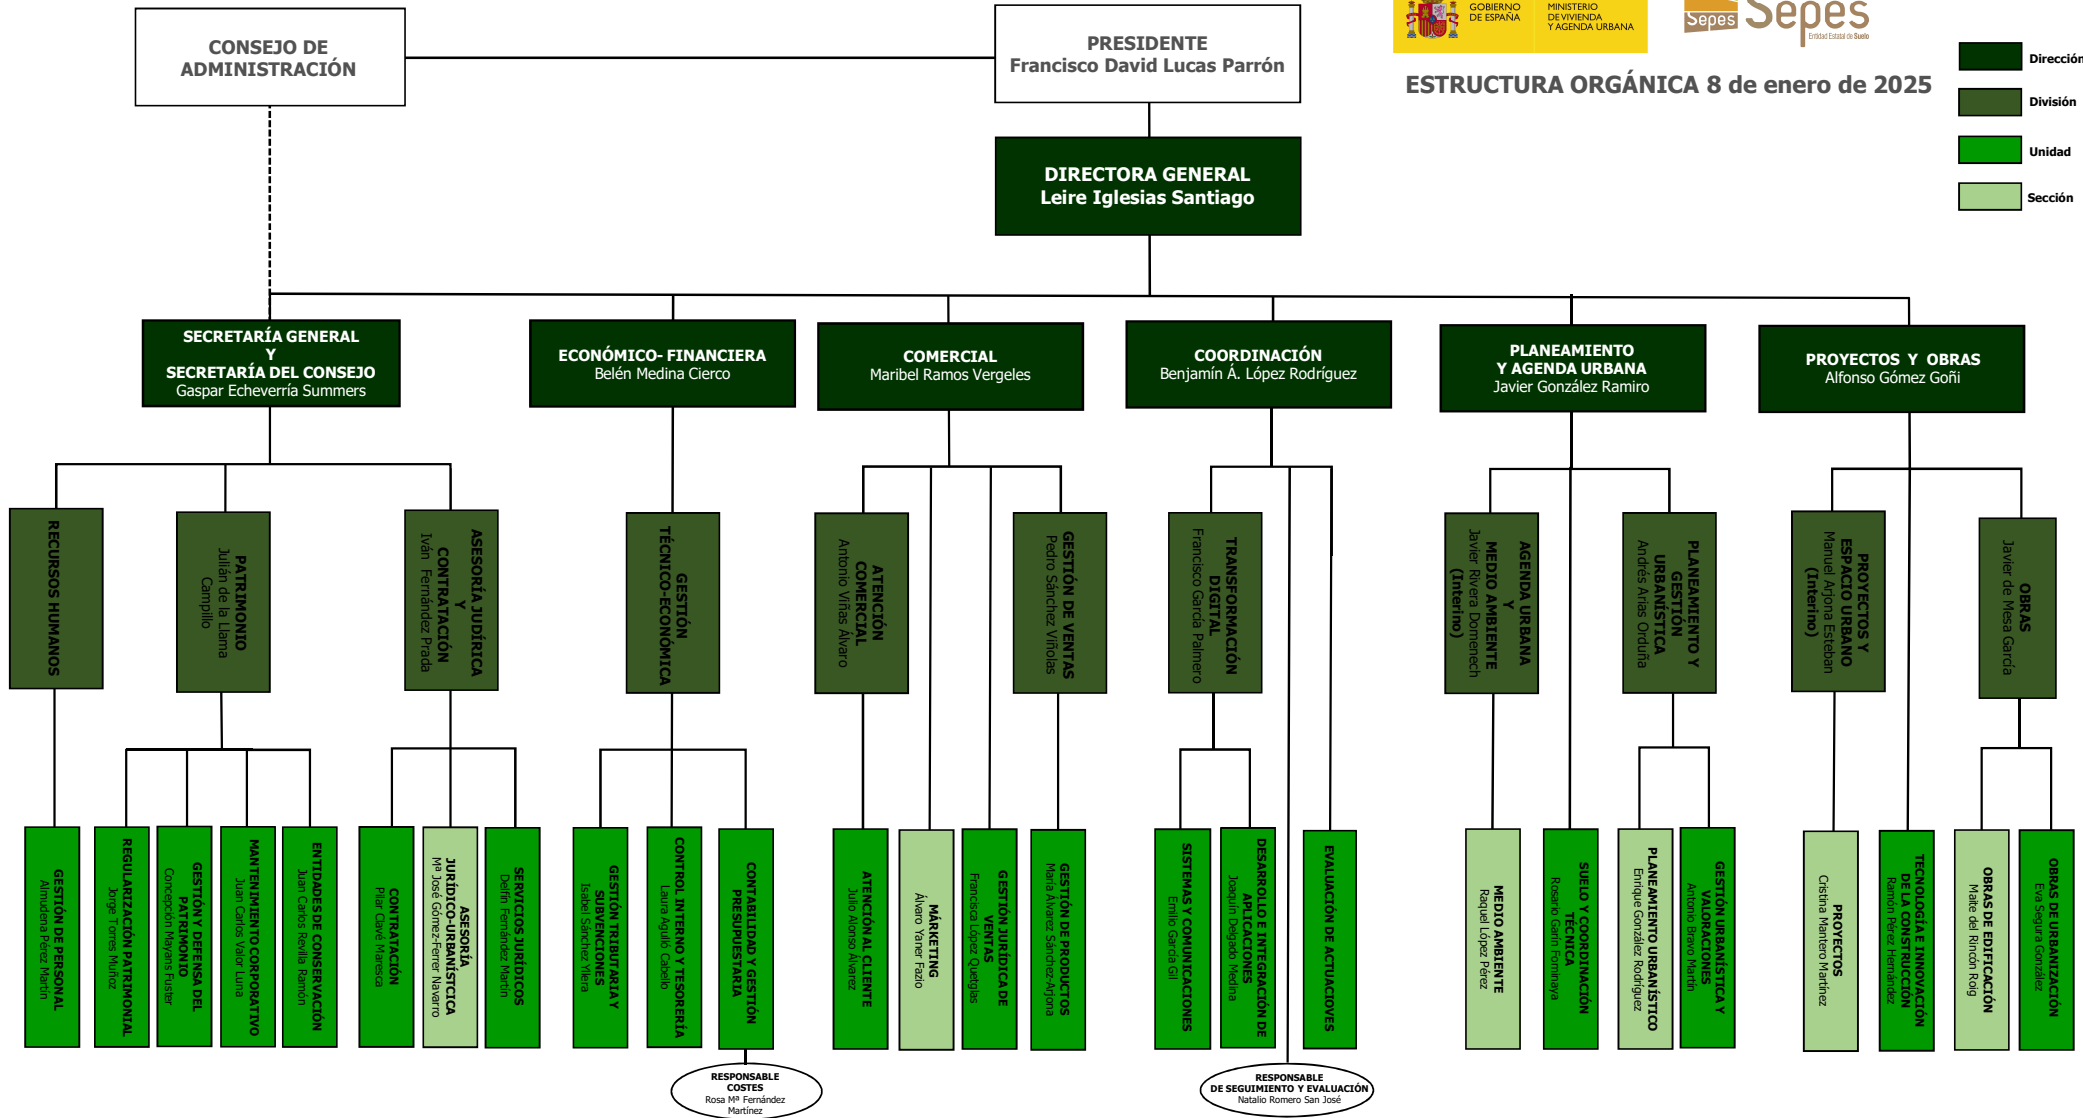 CONSEJO DE
ADMINISTRACIÓN
PRESIDENTE
Francisco David Lucas Parrón
GOBIERNO
DE ESPAÑA
MINISTERIO
DE VIVIENDA
Y AGENDA URBANA
Sepes
Sepes
Entidad Estatal de Suelo
ESTRUCTURA ORGÁNICA 8 de enero de 2025
Dirección
División
Unidad
Sección
DIRECTORA GENERAL
Leire Iglesias Santiago
SECRETARÍA GENERAL
Y
SECRETARÍA DEL CONSEJO
Gaspar Echeverría Summers
ECONÓMICO- FINANCIERA
Belén Medina Cierco
COMERCIAL
Maribel Ramos Vergeles
COORDINACIÓN
Benjamín Á. López Rodríguez
PLANEAMIENTO
Y AGENDA URBANA
Javier González Ramiro
PROYECTOS Y OBRAS
Alfonso Gómez Goñi
RECURSOS HUMANOS
PATRIMONIO
Julián de la Llama
Campillo
ASESORÍA JUDÍRICA
Y
CONTRATACIÓN
Iván Fernández Prada
GESTIÓN
TÉCNICO-ECONÓMICA
ATENCIÓN
COMERCIAL
Antonio Viñas Álvaro
GESTIÓN DE VENTAS
Pedro Sánchez Viñolas
TRANSFORMACIÓN
DIGITAL
Francisco García Palmero
AGENDA URBANA
Y
MEDIO AMBIENTE
Javier Rivera Domenech
(Interino)
PLANEAMIENTO Y
GESTIÓN
URBANÍSTICA
Andrés Arias Orduña
PROYECTOS Y
ESPACIO URBANO
Manuel Arjona Esteban
(Interino)
OBRAS
Javier de Mesa García
GESTIÓN DE PERSONAL
Almudena Pérez Martín
REGULARIZACIÓN PATRIMONIAL
Jorge Torres Muñoz
GESTIÓN Y DEFENSA DEL
PATRIMONIO
Concepción Mayans Fuster
MANTENIMIENTO CORPORATIVO
Juan Carlos Valor Luna
ENTIDADES DE CONSERVACIÓN
Juan Carlos Revilla Ramón
CONTRATACIÓN
Pilar Clavé Maresca
ASESORÍA
JURÍDICO-URBANÍSTCICA
Mª José Gómez-Ferrer Navarro
SERVICIOS JURÍDICOS
Delfín Fernández Martín
GESTIÓN TRIBUTARIA Y
SUBVENCIONES
Isabel Sánchez Yllera
CONTROL INTERNO Y TESORERÍA
Laura Agulló Cabello
CONTABILIDAD Y GESTIÓN
PRESUPUESTARIA
ATENCIÓN AL CLIENTE
Julio Alonso Álvarez
MÁRKETING
Álvaro Yaner Fazio
GESTIÓN JURÍDICA DE
VENTAS
Francisca López Quetglas
GESTIÓN DE PRODUCTOS
María Álvarez Sánchez-Arjona
SISTEMAS Y COMUNICACIONES
Emilio García Gil
DESARROLLO E INTEGRACIÓN DE
APLICACIONES
Joaquín Delgado Medina
EVALUACIÓN DE ACTUACIOVES
MEDIO AMBIENTE
Raquel López Pérez
SUELO Y COORDINACIÓN
TÉCNICA
Rosario Garín Fominaya
PLANEAMIENTO URBANÍSTICO
Enrique González Rodríguez
GESTIÓN URBANÍSTICA Y
VALORACIONES
Antonio Bravo Martín
PROYECTOS
Cristina Mantero Martínez
TECNOLOGÍA E INNOVACIÓN
DE LA CONSTRUCCIÓN
Ramón Pérez Hernández
OBRAS DE EDIFICACIÓN
Maite del Rincón Roig
OBRAS DE URBANIZACIÓN
Eva Segura González
RESPONSABLE
COSTES
Rosa Mª Fernández
Martínez
RESPONSABLE
DE SEGUIMIENTO Y EVALUACIÓN
Natalio Romero San José